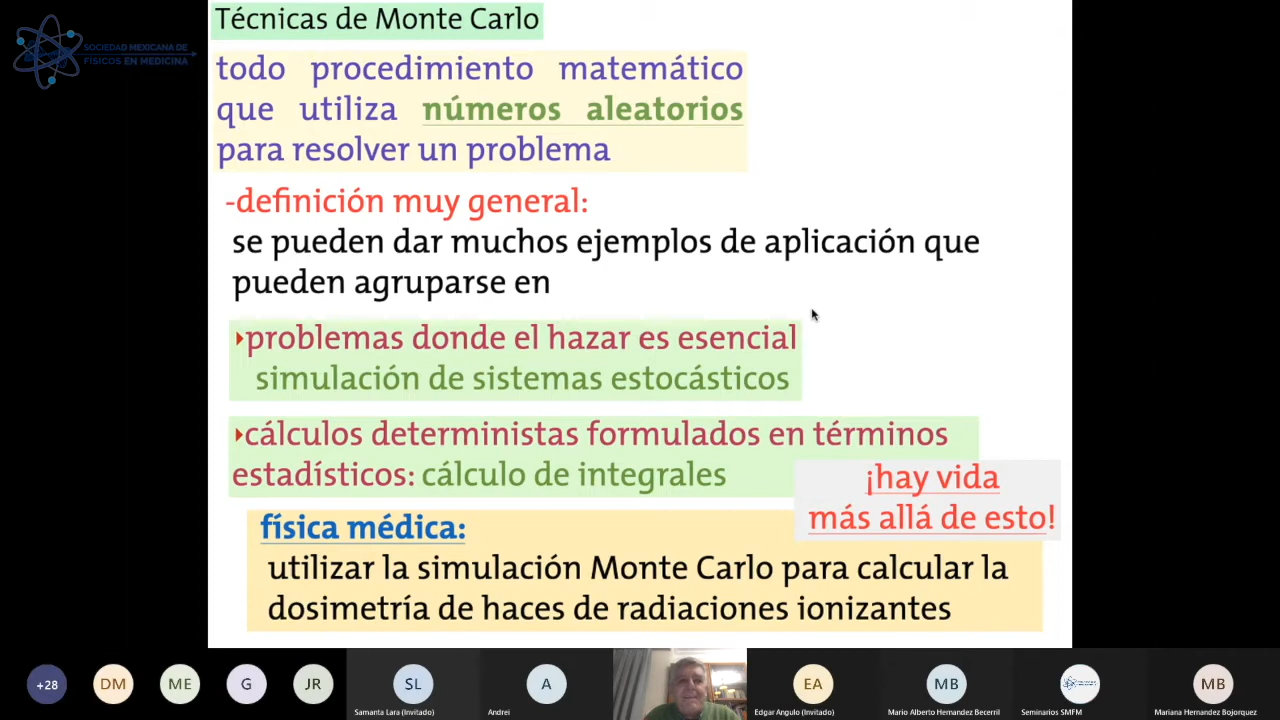 Técnicas de Monte Carlo
SOCIEDAD MEXICANA DE
FÍSICOS EN MEDICINA
todo procedimiento matemático
que utiliza números aleatorios
para resolver un problema
-definición muy general:
se pueden dar muchos ejemplos de aplicación que
pueden agruparse en
problemas donde el hazar es esencial
simulación de sistemas estocásticos
cálculos deterministas formulados en términos
estadísticos: cálculo de integrales
¡hay vida
más allá de esto!
física médica:
utilizar la simulación Monte Carlo para calcular la
dosimetría de haces de radiaciones ionizantes
+28
DM
ME
G
JR
SL
A
EA
MB
MB
Samanta Lara (Invitado)
Andrei
Edgar Angulo (Invitado)
Mario Alberto Hernandez Becerril
Seminarios SMFM
Mariana Hernandez Bojorquez